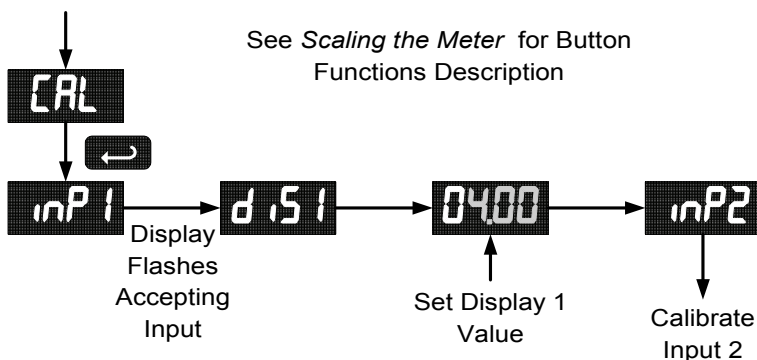 See Scaling the Meter for Button
Functions Description
CAL
inP1
diS1
04.00
inP2
Display
Flashes
Accepting
Input
Set Display 1
Value
Calibrate
Input 2